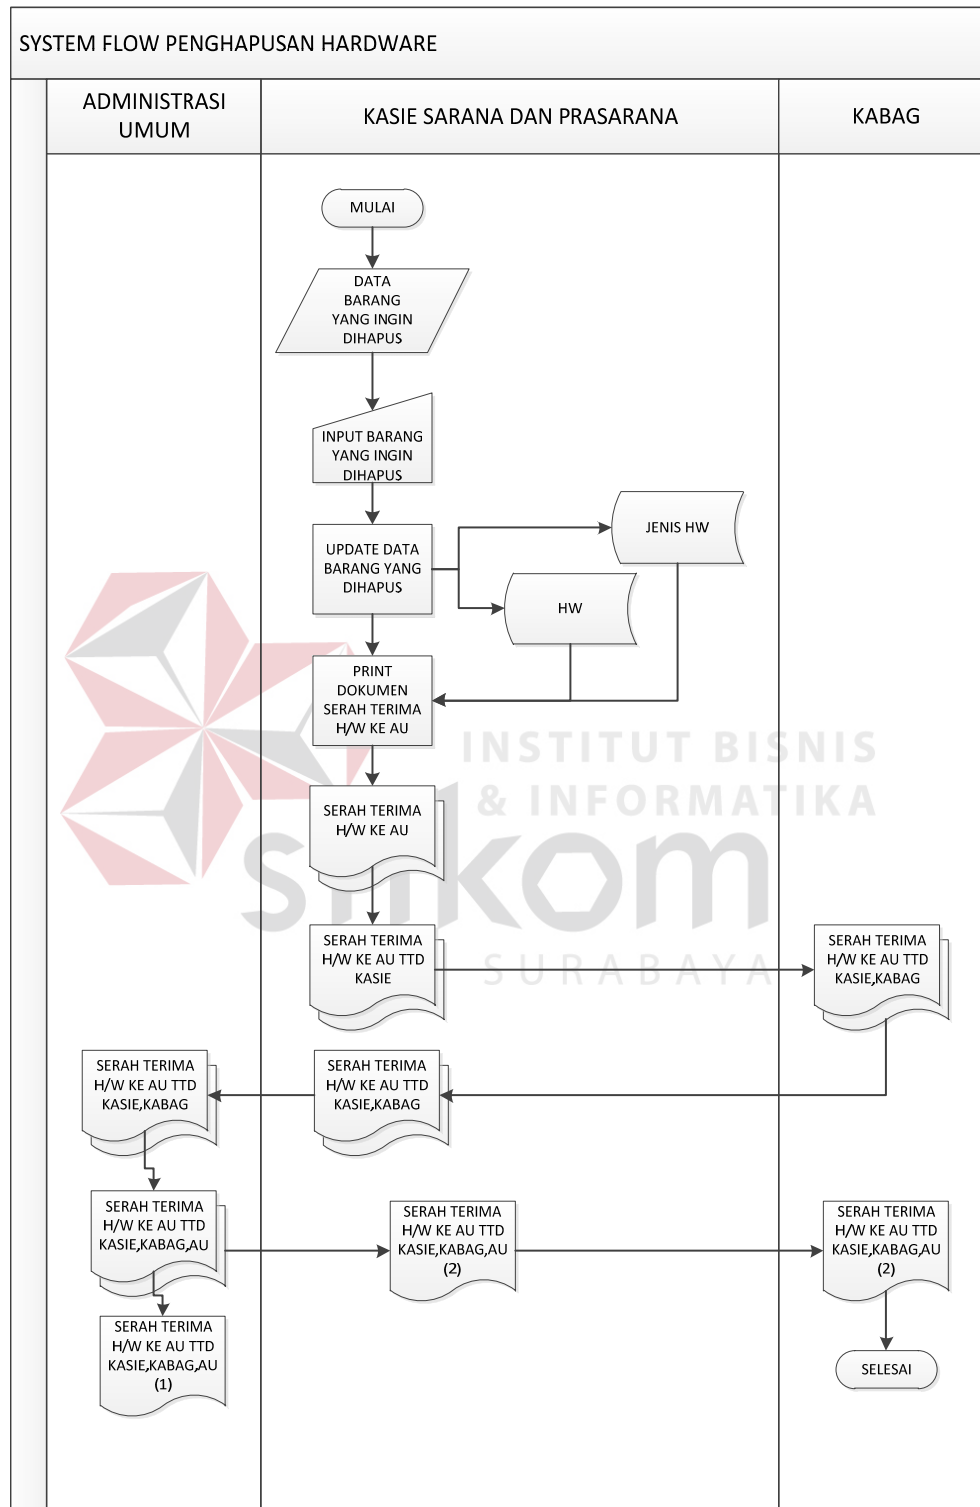 SYSTEM FLOW PENGHAPUSAN HARDWARE
ADMINISTRASI
UMUM
KASIE SARANA DAN PRASARANA
KABAG
MULAI
DATA
BARANG
YANG INGIN
DIHAPUS
INPUT BARANG
YANG INGIN
DIHAPUS
UPDATE DATA
BARANG YANG
DIHAPUS
JENIS HW
HW
PRINT
DOKUMEN
SERAH TERIMA
H/W KE AU
INSTITUT BISNIS
& INFORMATIKA
stikom
SURABAYA
SERAH TERIMA
H/W KE AU
SERAH TERIMA
H/W KE AU TTD
KASIE
SERAH TERIMA
H/W KE AU TTD
KASIE,KABAG
SERAH TERIMA
H/W KE AU TTD
KASIE,KABAG
SERAH TERIMA
H/W KE AU TTD
KASIE,KABAG
SERAH TERIMA
H/W KE AU TTD
KASIE,KABAG,AU
SERAH TERIMA
H/W KE AU TTD
KASIE,KABAG,AU
(2)
SERAH TERIMA
H/W KE AU TTD
KASIE,KABAG,AU
(2)
SERAH TERIMA
H/W KE AU TTD
KASIE,KABAG,AU
(1)
SELESAI